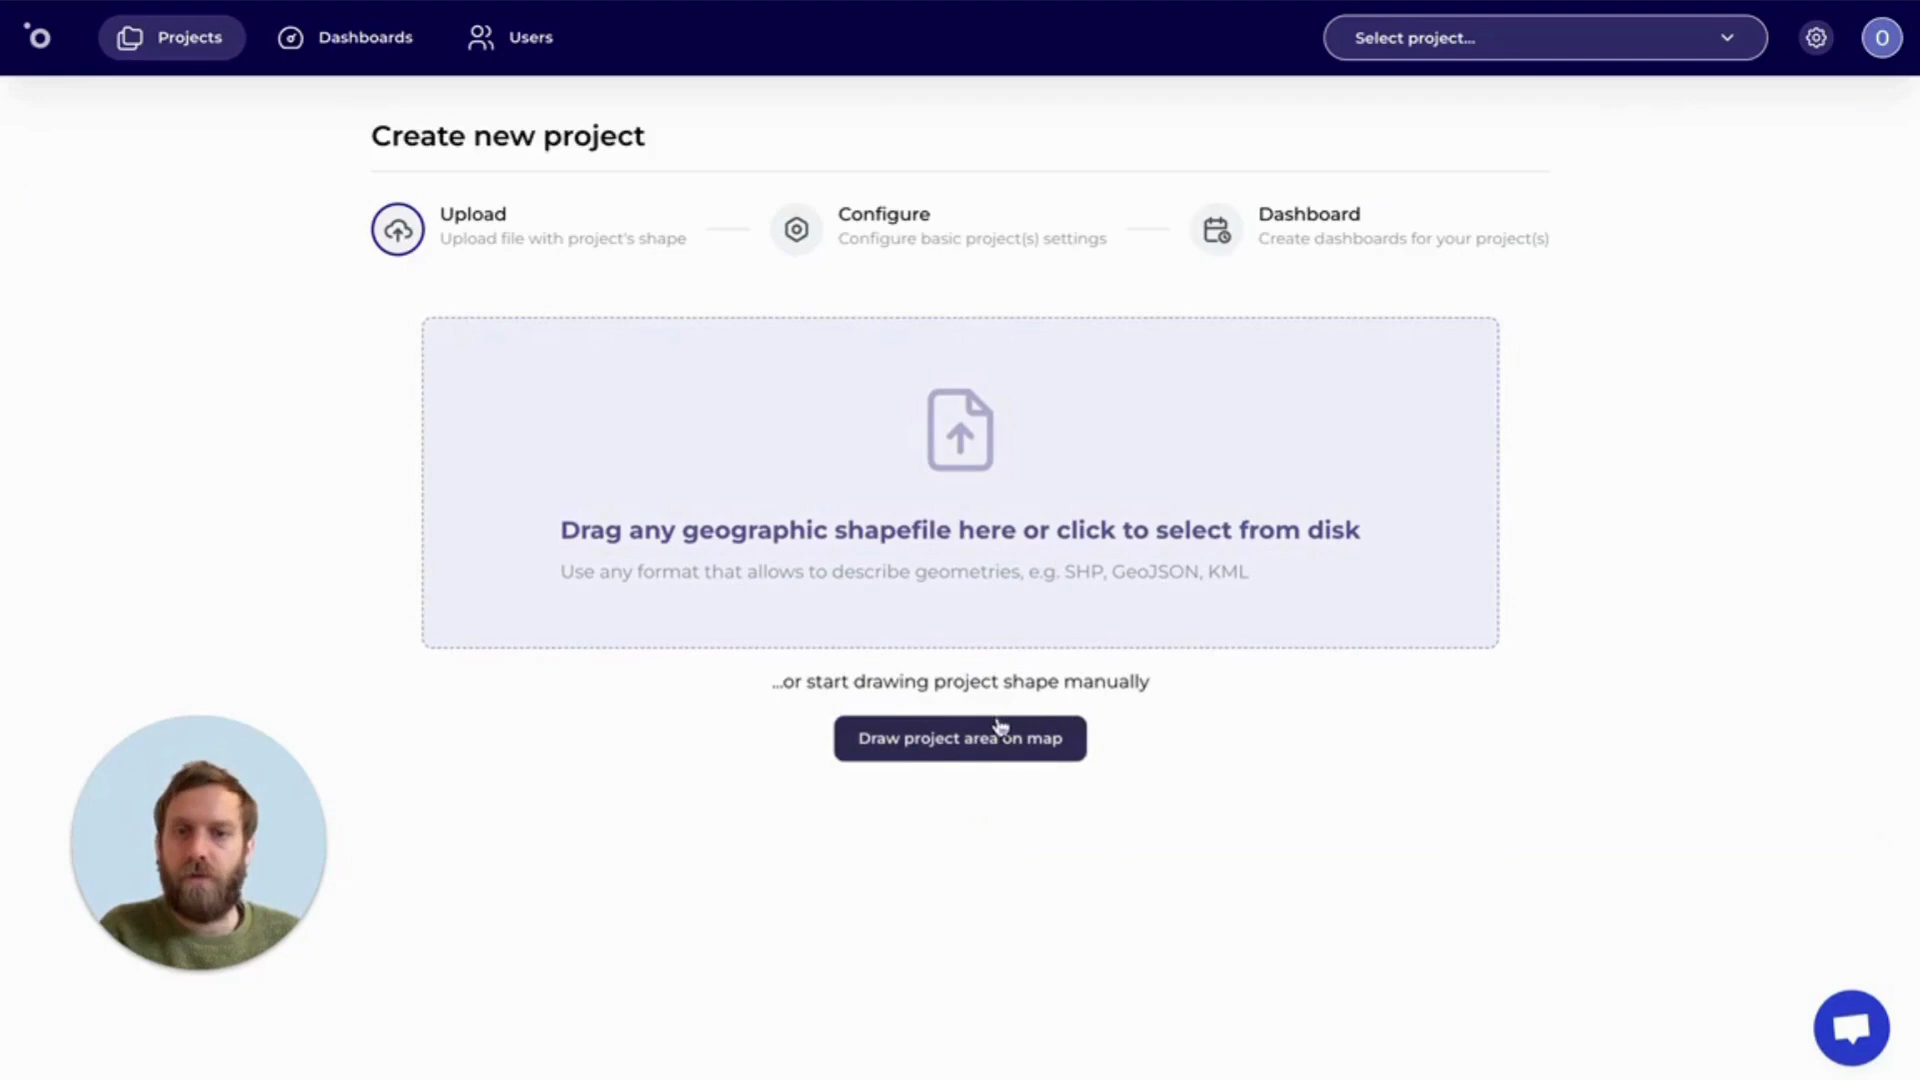 Projects
Dashboards
Users
Select project...
O
Create new project
Upload
Upload file with project's shape
Configure
Configure basic project(s) settings
Dashboard
Create dashboards for your project(s)
Drag any geographic shapefile here or click to select from disk
Use any format that allows to describe geometries, e.g. SHP, GeoJSON, KML
...or start drawing project shape manually
Draw project area on map